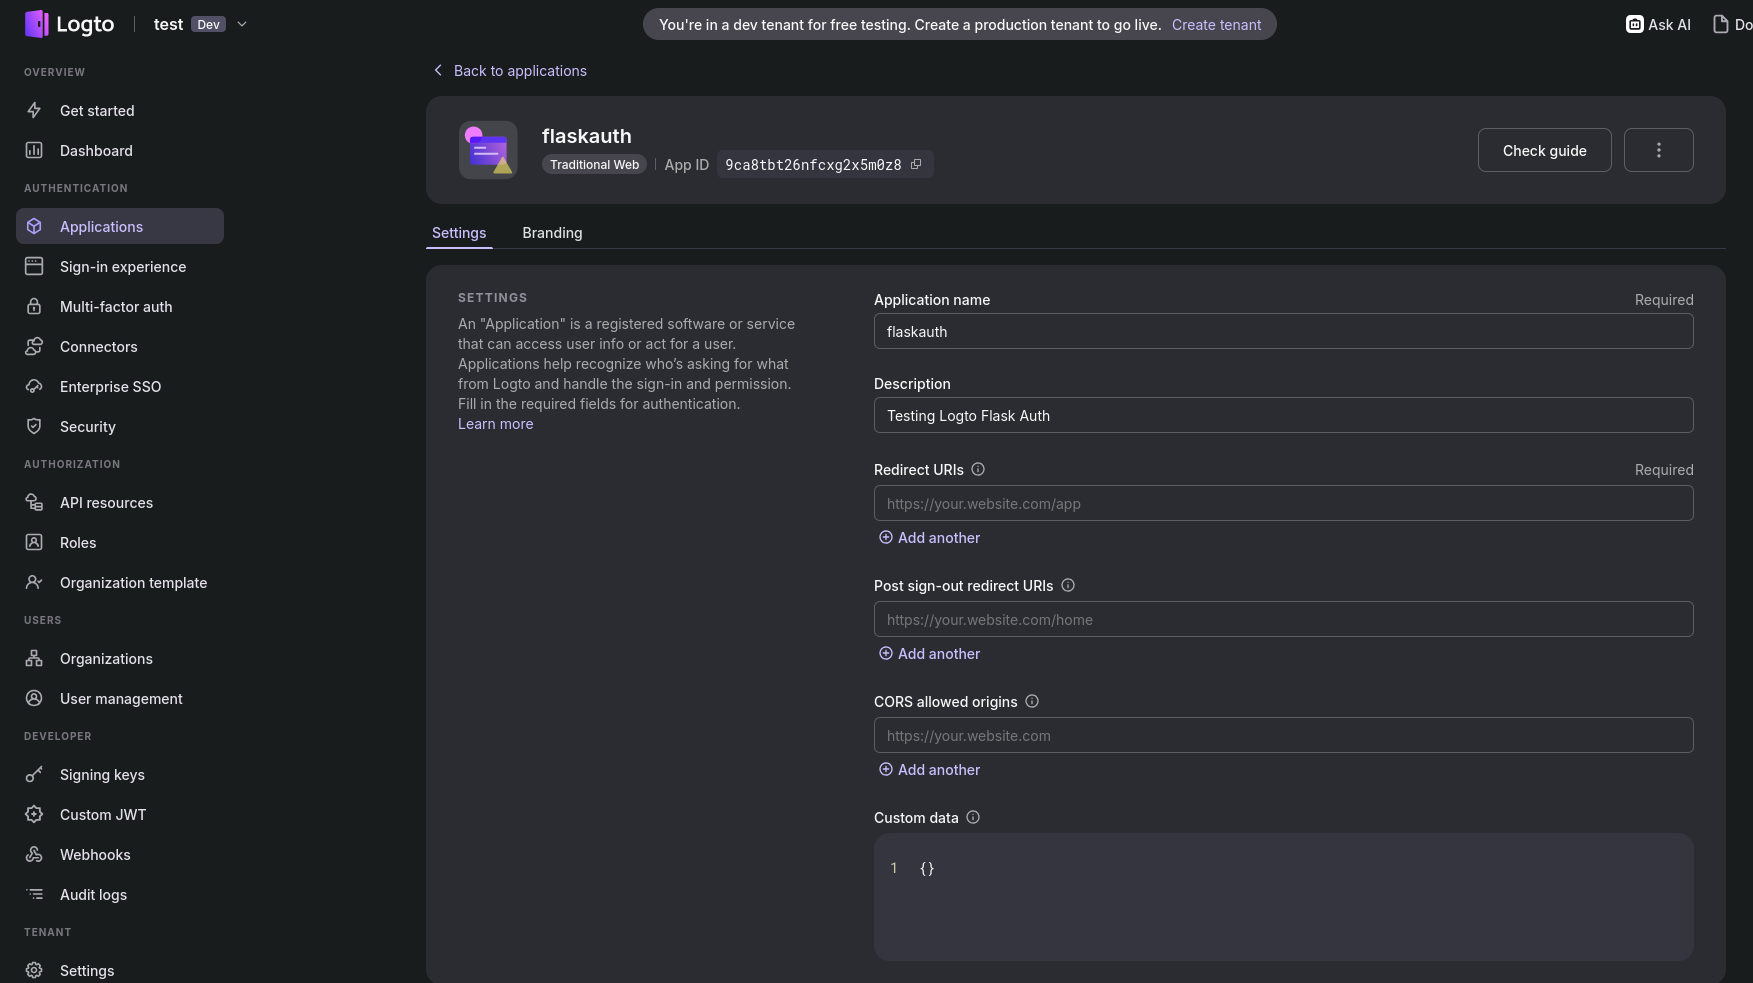 Logto
test Dev
You're in a dev tenant for free testing. Create a production tenant to go live. Create tenant
Ask AI
Do
OVERVIEW
Get started
Dashboard
AUTHENTICATION
Applications
Sign-in experience
Multi-factor auth
Connectors
Enterprise SSO
Security
AUTHORIZATION
API resources
Roles
Organization template
USERS
Organizations
User management
DEVELOPER
Signing keys
Custom JWT
Webhooks
Audit logs
TENANT
Settings
Back to applications
flaskauth
Traditional Web App ID 9ca8tbt26nfcxg2x5m0z8
Check guide
Settings Branding
SETTINGS
An "Application" is a registered software or service
that can access user info or act for a user.
Applications help recognize who’s asking for what
from Logto and handle the sign-in and permission.
Fill in the required fields for authentication.
Learn more
Application name Required
flaskauth
Description
Testing Logto Flask Auth
Redirect URIs Required
https://your.website.com/app
Add another
Post sign-out redirect URIs
https://your.website.com/home
Add another
CORS allowed origins
https://your.website.com
Add another
Custom data
1 {}